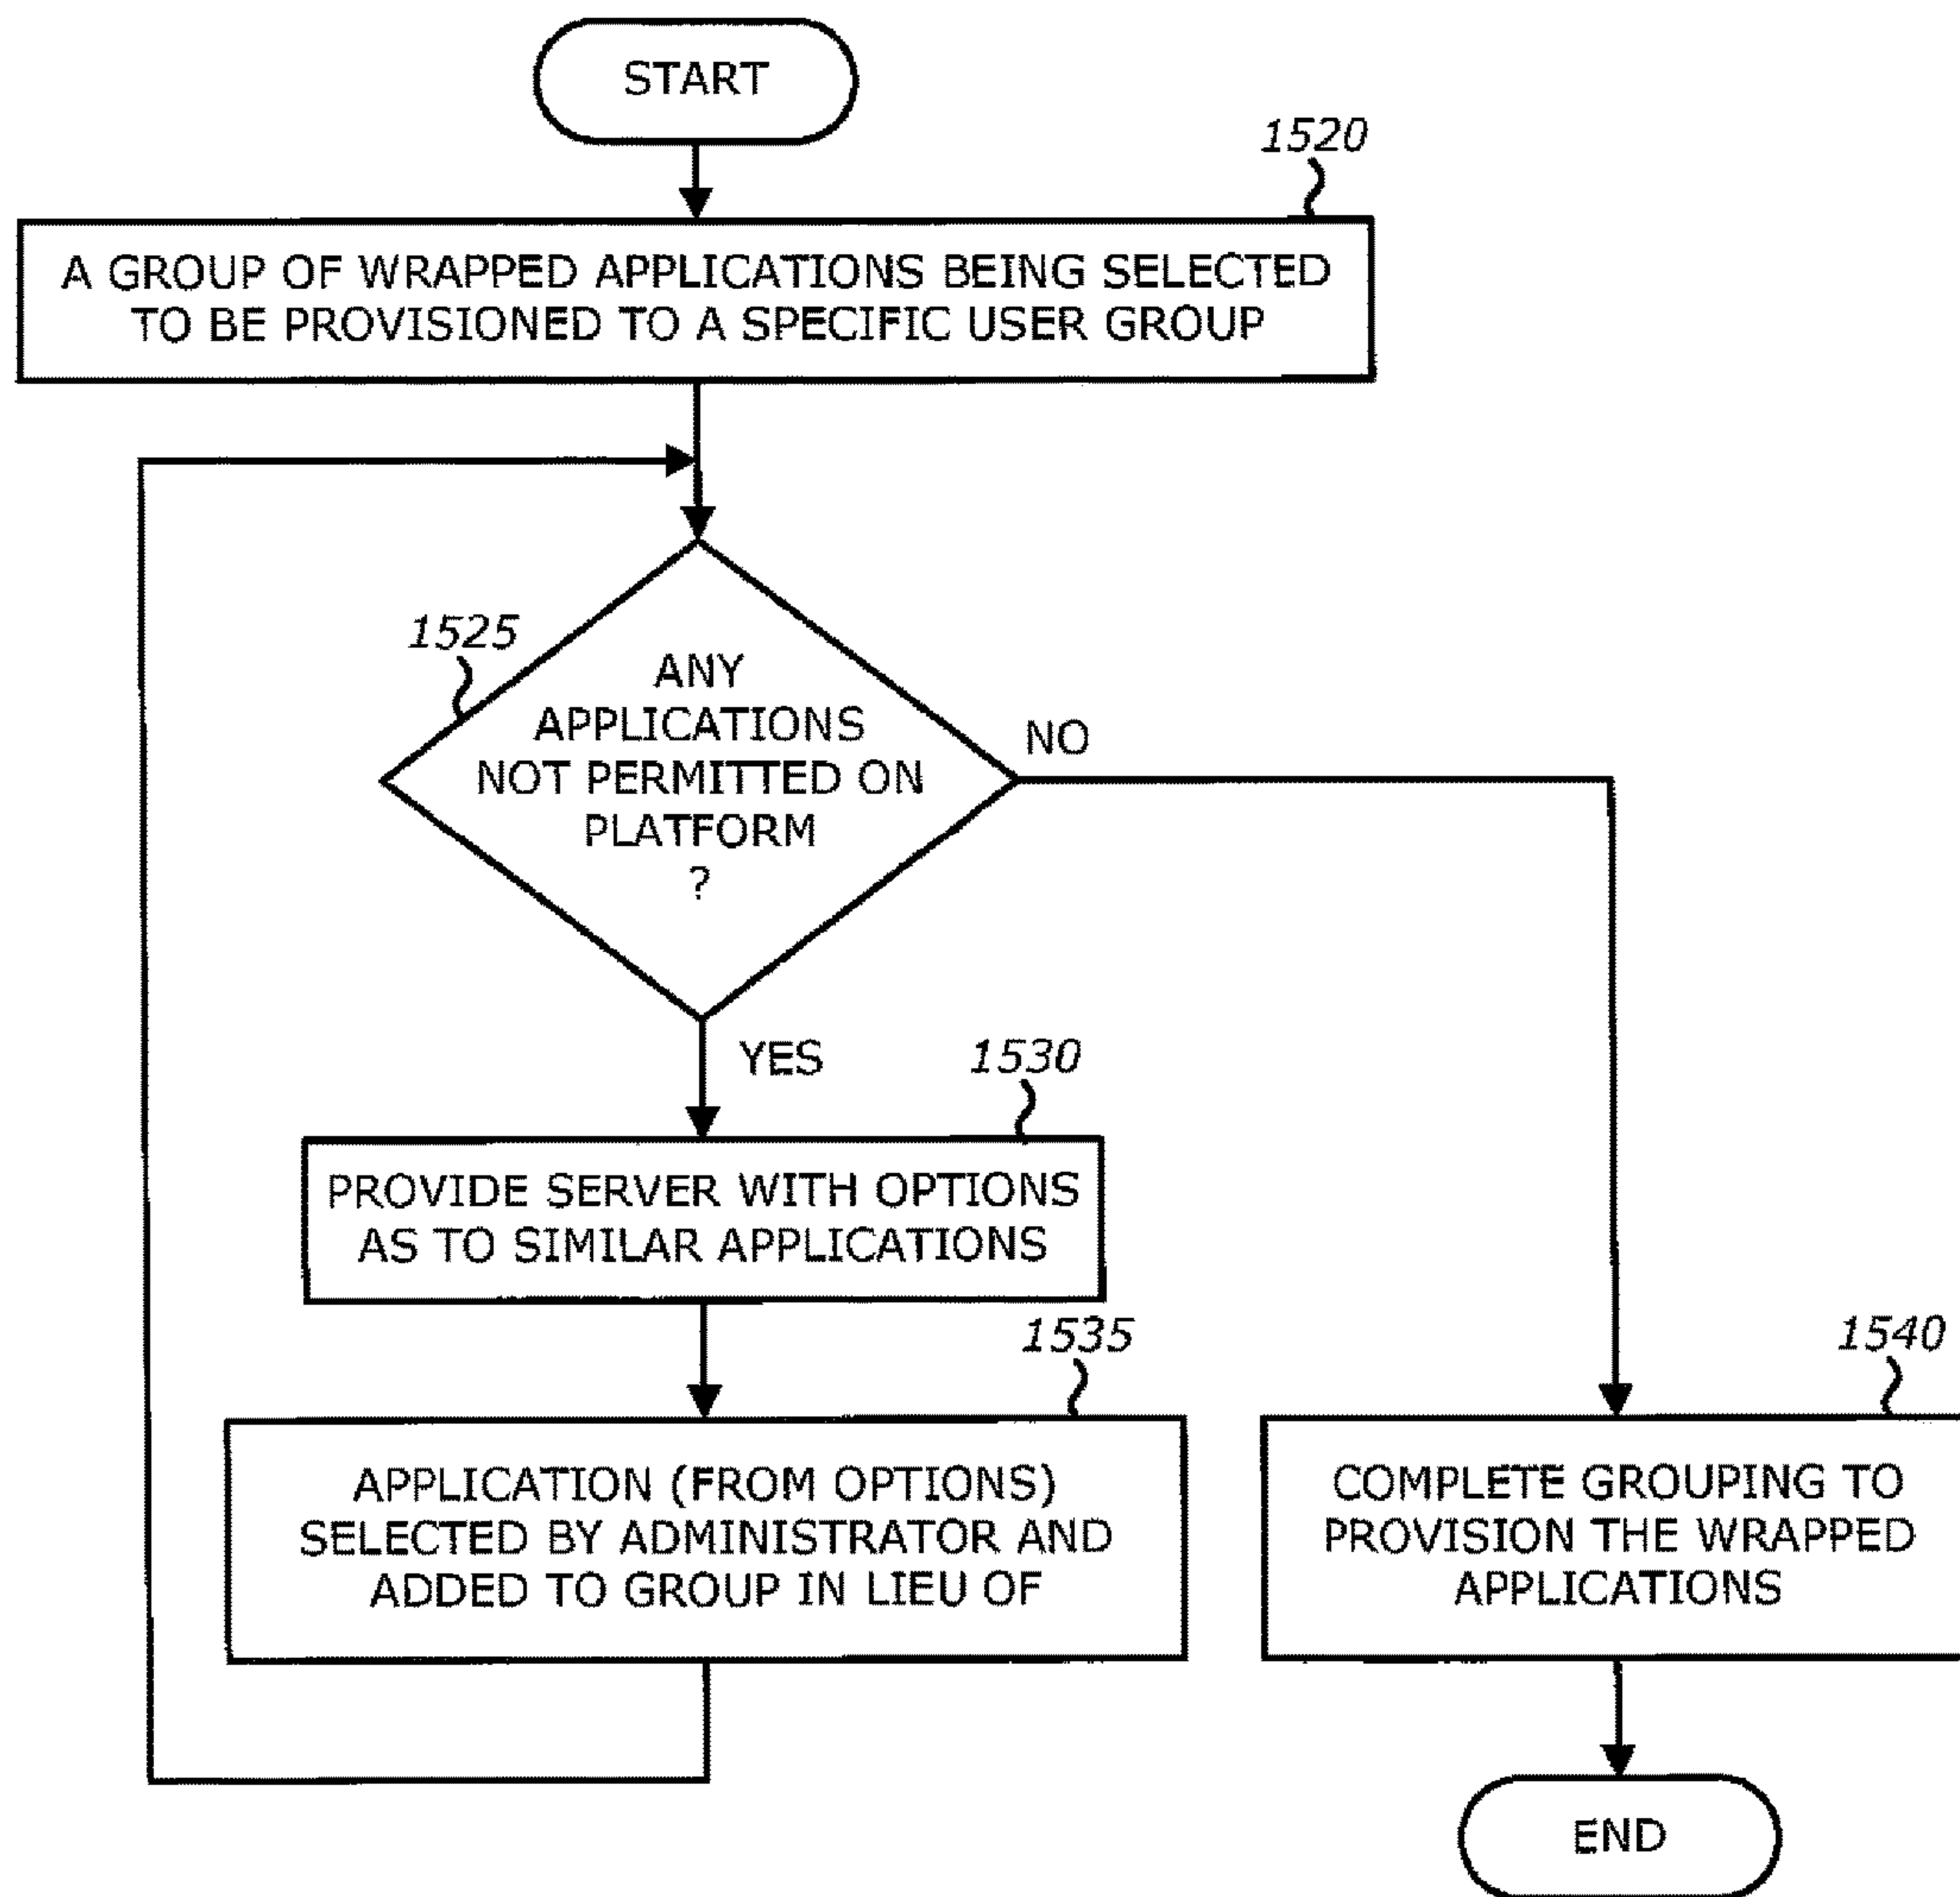 START
1520
A GROUP OF WRAPPED APPLICATIONS BEING SELECTED
TO BE PROVISIONED TO A SPECIFIC USER GROUP
1525
ANY
APPLICATIONS
NOT PERMITTED ON
PLATFORM
?
NO
YES
1530
PROVIDE SERVER WITH OPTIONS
AS TO SIMILAR APPLICATIONS
1535
APPLICATION (FROM OPTIONS)
SELECTED BY ADMINISTRATOR AND
ADDED TO GROUP IN LIEU OF
1540
COMPLETE GROUPING TO
PROVISION THE WRAPPED
APPLICATIONS
END